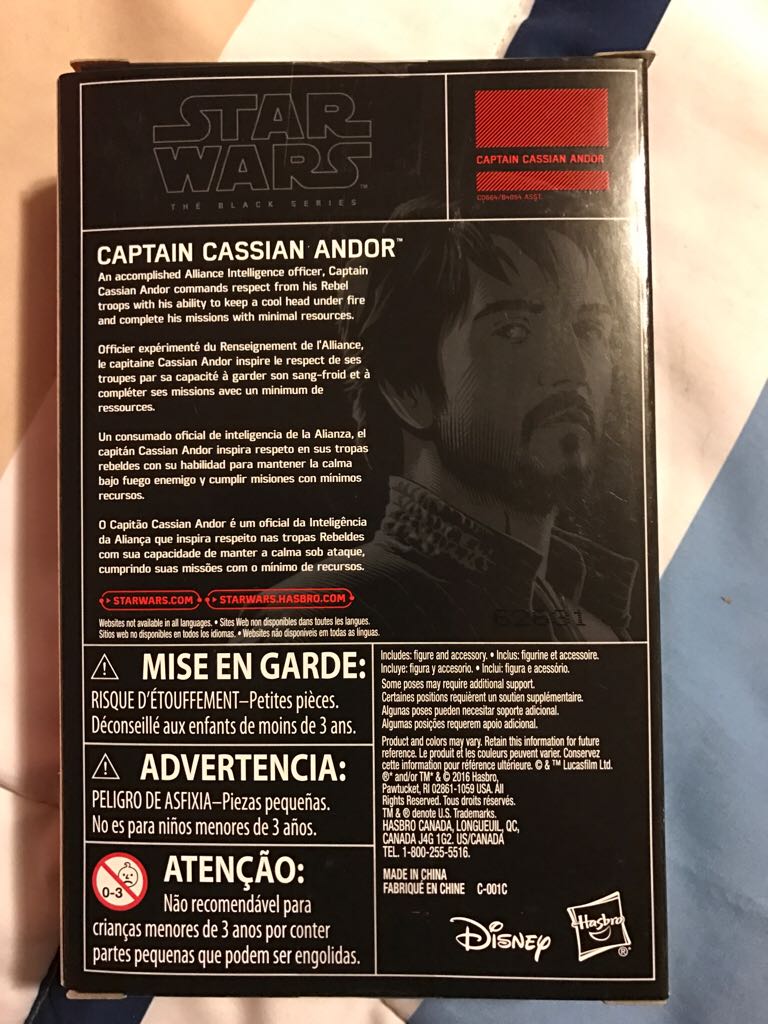 STAR
WARS™
THE BLACK SERIES
CAPTAIN CASSIAN ANDOR
C0664/B4054 ASST.
CAPTAIN CASSIAN ANDOR™
An accomplished Alliance Intelligence officer, Captain
Cassian Andor commands respect from his Rebel
troops with his ability to keep a cool head under fire
and complete his missions with minimal resources.
Officier expérimenté du Renseignement de l'Alliance,
le capitaine Cassian Andor inspire le respect de ses
troupes par sa capacité à garder son sang-froid et à
compléter ses missions avec un minimum de
ressources.
Un consumado oficial de inteligencia de la Alianza, el
capitán Cassian Andor inspira respeto en sus tropas
rebeldes con su habilidad para mantener la calma
bajo fuego enemigo y cumplir misiones con mínimos
recursos.
O Capitão Cassian Andor é um oficial da Inteligência
da Aliança que inspira respeito nas tropas Rebeldes
com sua capacidade de manter a calma sob ataque,
cumprindo suas missões com o mínimo de recursos.
STARWARS.COM STARWARS.HASBRO.COM
Websites not available in all languages. • Sites Web non disponibles dans toutes les langues.
Sitios web no disponibles en todos los idiomas. • Websites não disponíveis em todas as línguas.
MISE EN GARDE:
RISQUE D'ÉTOUFFEMENT–Petites pièces.
Déconseillé aux enfants de moins de 3 ans.
ADVERTENCIA:
PELIGRO DE ASFIXIA–Piezas pequeñas.
No es para niños menores de 3 años.
0-3
ATENÇÃO:
Não recomendável para
crianças menores de 3 anos por conter
partes pequenas que podem ser engolidas.
Includes: figure and accessory. • Inclus: figurine et accessoire.
Incluye: figura y accesorio. • Inclui: figura e acessório.
Some poses may require additional support.
Certaines positions requièrent un soutien supplémentaire.
Algunas poses pueden necesitar soporte adicional.
Algumas posições requerem apoio adicional.
Product and colors may vary. Retain this information for future
reference. Le produit et les couleurs peuvent varier. Conservez
cette information pour référence ultérieure. © & ™ Lucasfilm Ltd.
®* and/or TM* & © 2016 Hasbro,
Pawtucket, RI 02861-1059 USA. All
Rights Reserved. Tous droits réservés.
TM & ® denote U.S. Trademarks.
HASBRO CANADA, LONGUEUIL, QC,
CANADA J4G 1G2. US/CANADA
TEL. 1-800-255-5516.
MADE IN CHINA
FABRIQUÉ EN CHINE C-001C
Disney
Hasbro
®